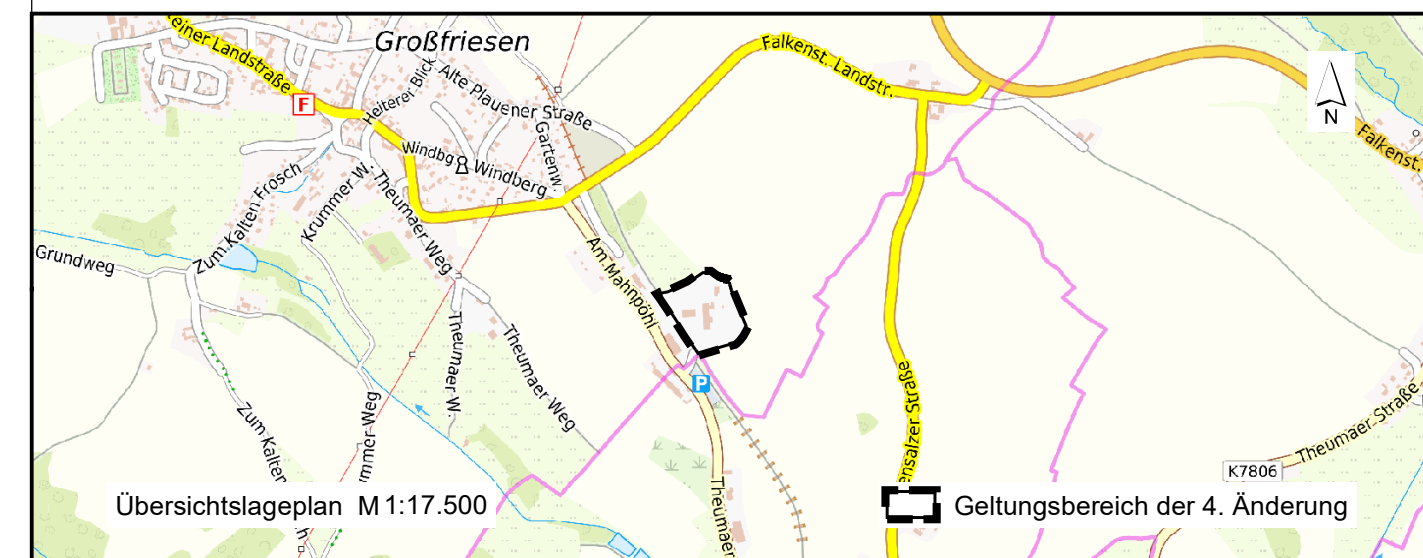 einer Landstraße
Großfriesen
Falkenst. Landstr.
F
Heiterer Blick
Alte Plauener Straße
Gartenw.
N
Falkenst.
Windbg
Windberg
Krummer W.
Theumaer Weg
Zum Kalten Frosch
Grundweg
Am Mahnpöhl
Theumaer W.
Theumaer Weg
P
ensalzer Straße
Zum Kalten
ummer Weg
Theumaer Straße
K7806
Theumaer
Übersichtslageplan M 1:17.500
Geltungsbereich der 4. Änderung